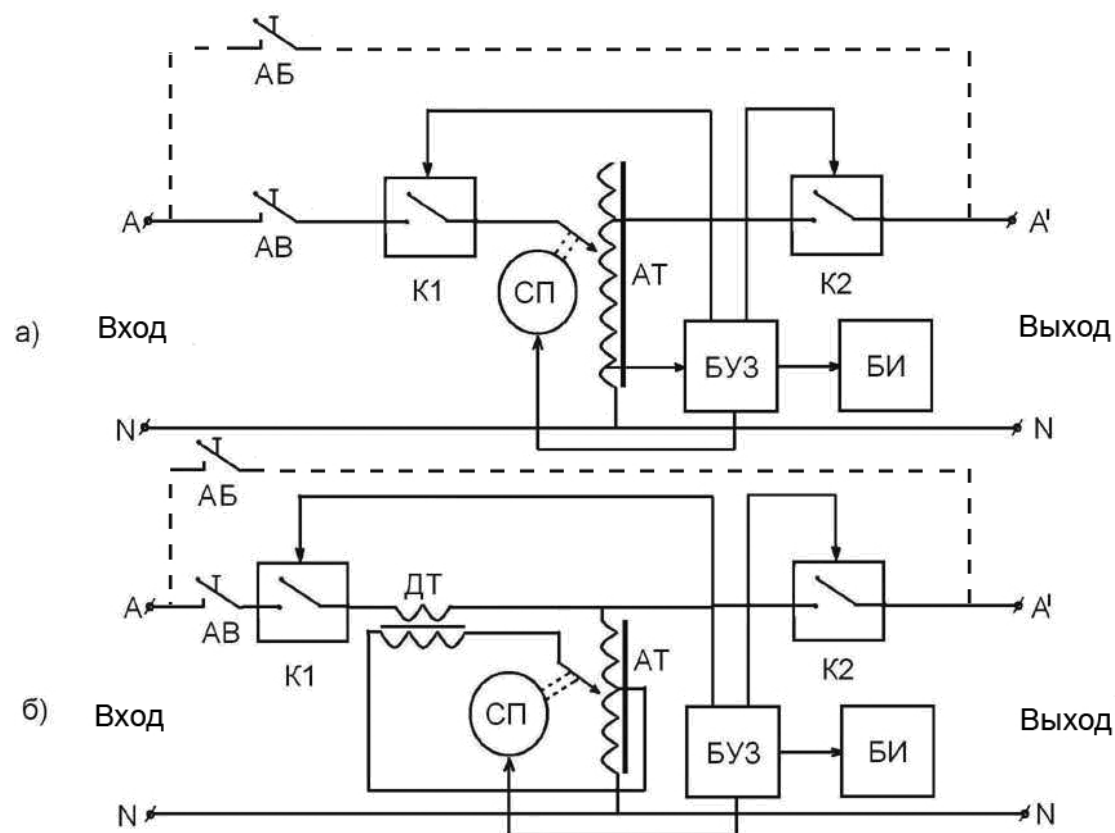 АБ
A
АВ
К1
СП
АТ
К2
A'
а)
Вход
Выход
БУЗ
БИ
N
N
АБ
A
АВ
К1
ДТ
СП
АТ
К2
A'
б)
Вход
Выход
БУЗ
БИ
N
N